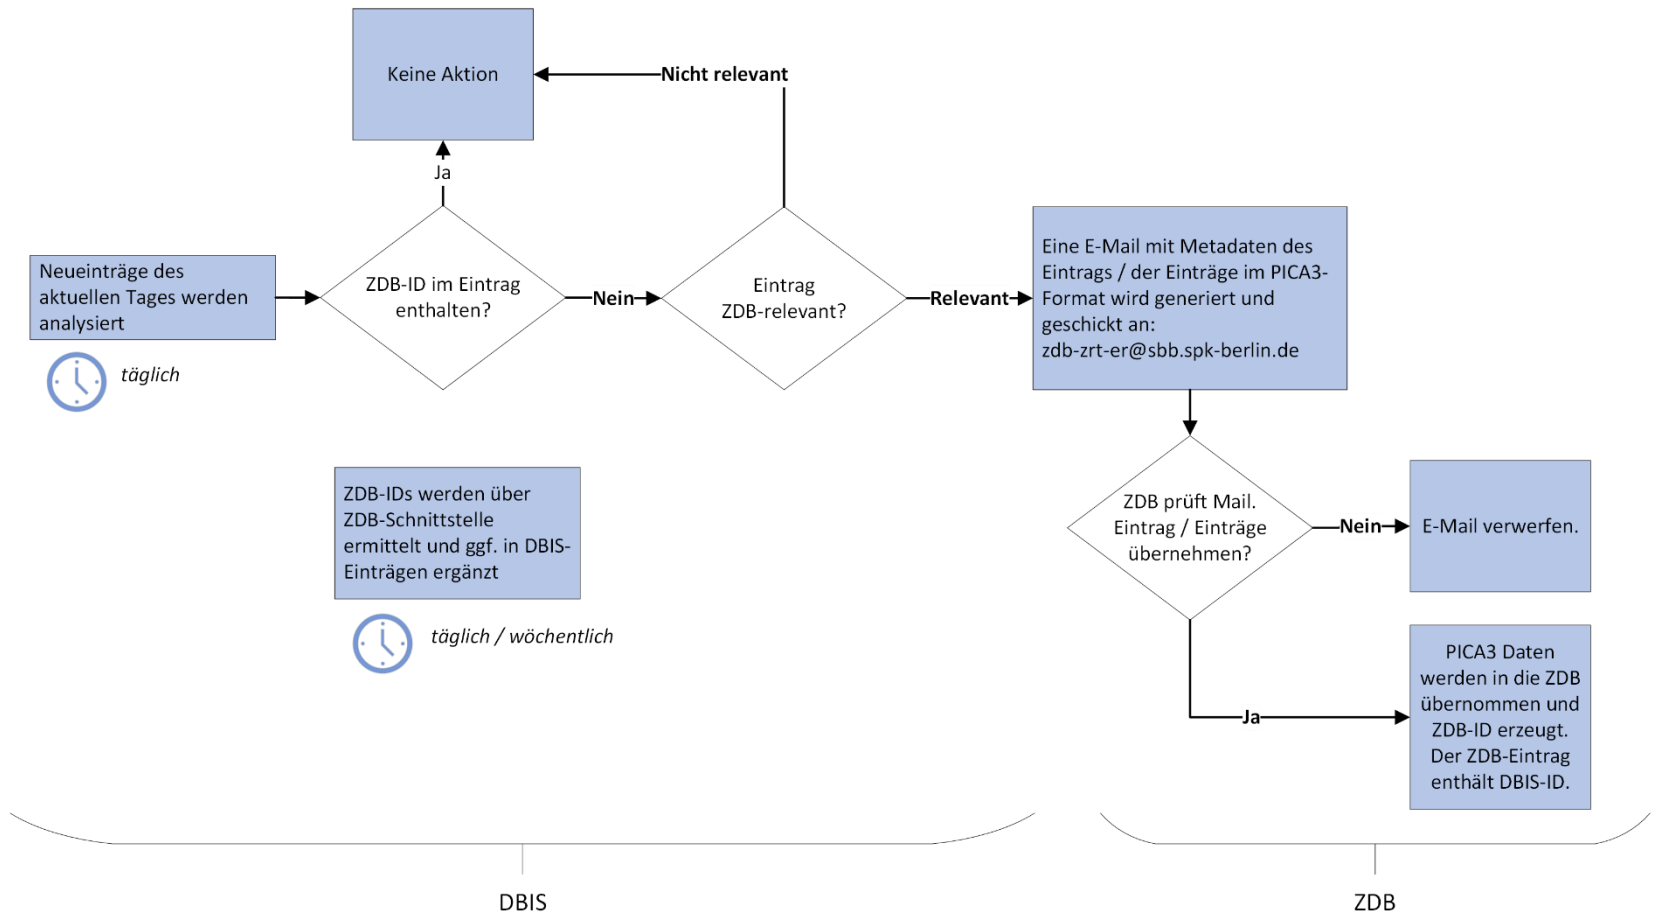 Keine Aktion
Nicht relevant
Ja
Neueinträge des
aktuellen Tages werden
analysiert
täglich
ZDB-ID im Eintrag
enthalten?
Nein
Eintrag
ZDB-relevant?
Relevant
Eine E-Mail mit Metadaten des
Eintrags / der Einträge im PICA3-
Format wird generiert und
geschickt an:
zdb-zrt-er@sbb.spk-berlin.de
ZDB-IDs werden über
ZDB-Schnittstelle
ermittelt und ggf. in DBIS-
Einträgen ergänzt
täglich / wöchentlich
ZDB prüft Mail.
Eintrag / Einträge
übernehmen?
Nein
E-Mail verwerfen.
Ja
PICA3 Daten
werden in die ZDB
übernommen und
ZDB-ID erzeugt.
Der ZDB-Eintrag
enthält DBIS-ID.
DBIS
ZDB